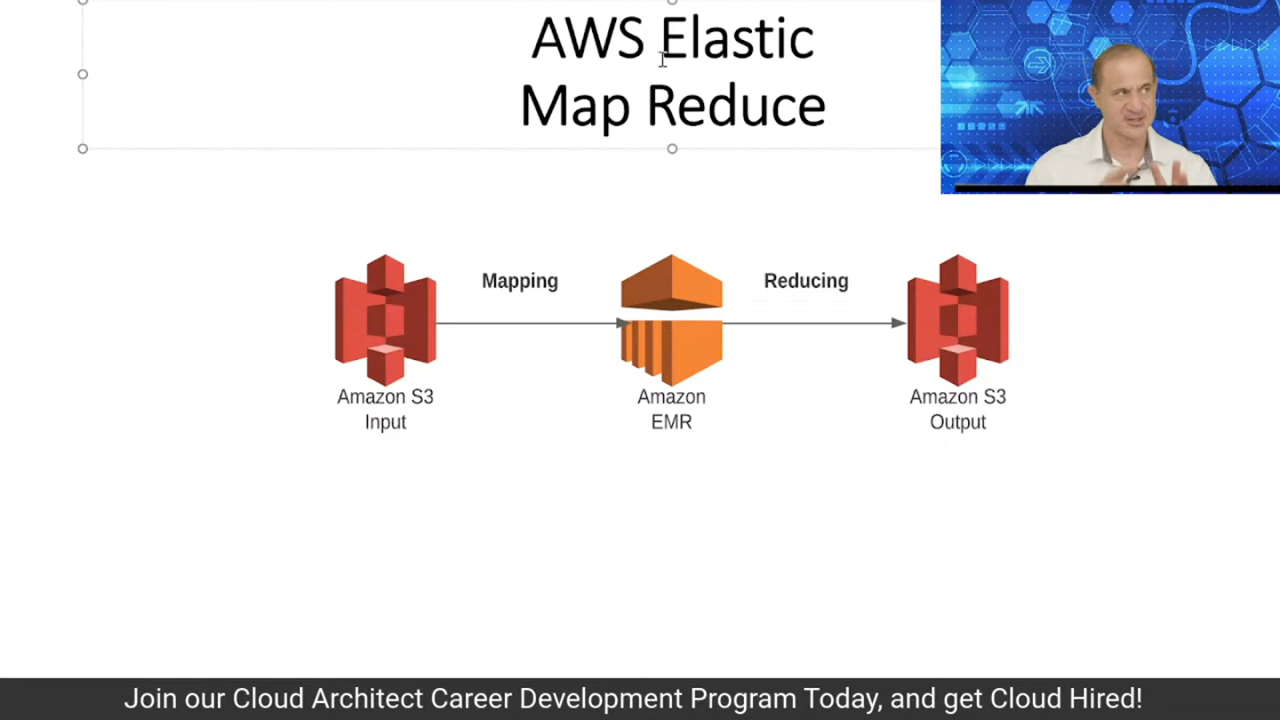 AWS Elastic
Map Reduce
Mapping
Reducing
Amazon S3
Input
Amazon
EMR
Amazon S3
Output
Join our Cloud Architect Career Development Program Today, and get Cloud Hired!